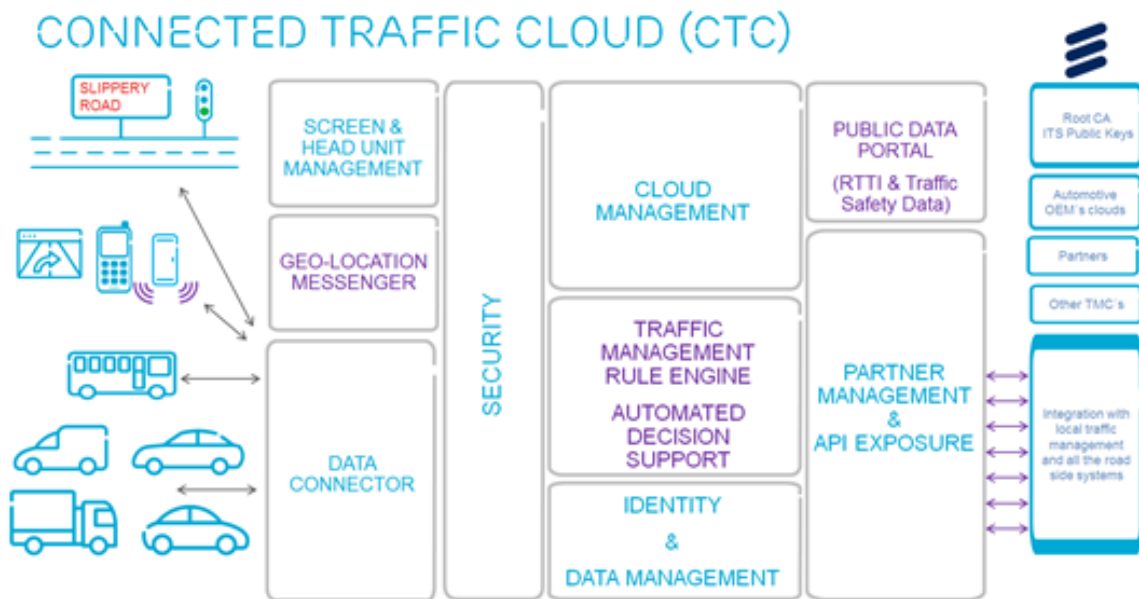 CONNECTED TRAFFIC CLOUD (CTC)
SLIPPERY
ROAD
SCREEN &
HEAD UNIT
MANAGEMENT
GEO-LOCATION
MESSENGER
DATA
CONNECTOR
SECURITY
CLOUD
MANAGEMENT
TRAFFIC
MANAGEMENT
RULE ENGINE
AUTOMATED
DECISION
SUPPORT
IDENTITY
&
DATA MANAGEMENT
PUBLIC DATA
PORTAL
(RTTI & Traffic
Safety Data)
PARTNER
MANAGEMENT
&
API EXPOSURE
Root CA
ITS Public Keys
Automotive
OEM´s clouds
Partners
Other TMC´s
Integration with
local traffic
management
and all the road
side systems